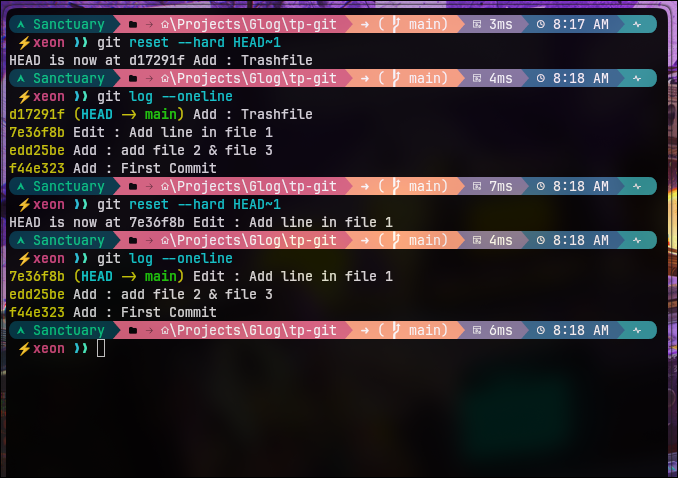 Sanctuary → ~\Projects\Glog\tp-git → ( main) 3ms 8:17 AM
⚡xeon ❯❯ git reset --hard HEAD~1
HEAD is now at d17291f Add : Trashfile
Sanctuary → ~\Projects\Glog\tp-git → ( main) 4ms 8:18 AM
⚡xeon ❯❯ git log --oneline
d17291f (HEAD -> main) Add : Trashfile
7e36f8b Edit : Add line in file 1
edd25be Add : add file 2 & file 3
f44e323 Add : First Commit
Sanctuary → ~\Projects\Glog\tp-git → ( main) 7ms 8:18 AM
⚡xeon ❯❯ git reset --hard HEAD~1
HEAD is now at 7e36f8b Edit : Add line in file 1
Sanctuary → ~\Projects\Glog\tp-git → ( main) 4ms 8:18 AM
⚡xeon ❯❯ git log --oneline
7e36f8b (HEAD -> main) Edit : Add line in file 1
edd25be Add : add file 2 & file 3
f44e323 Add : First Commit
Sanctuary → ~\Projects\Glog\tp-git → ( main) 6ms 8:18 AM
⚡xeon ❯❯